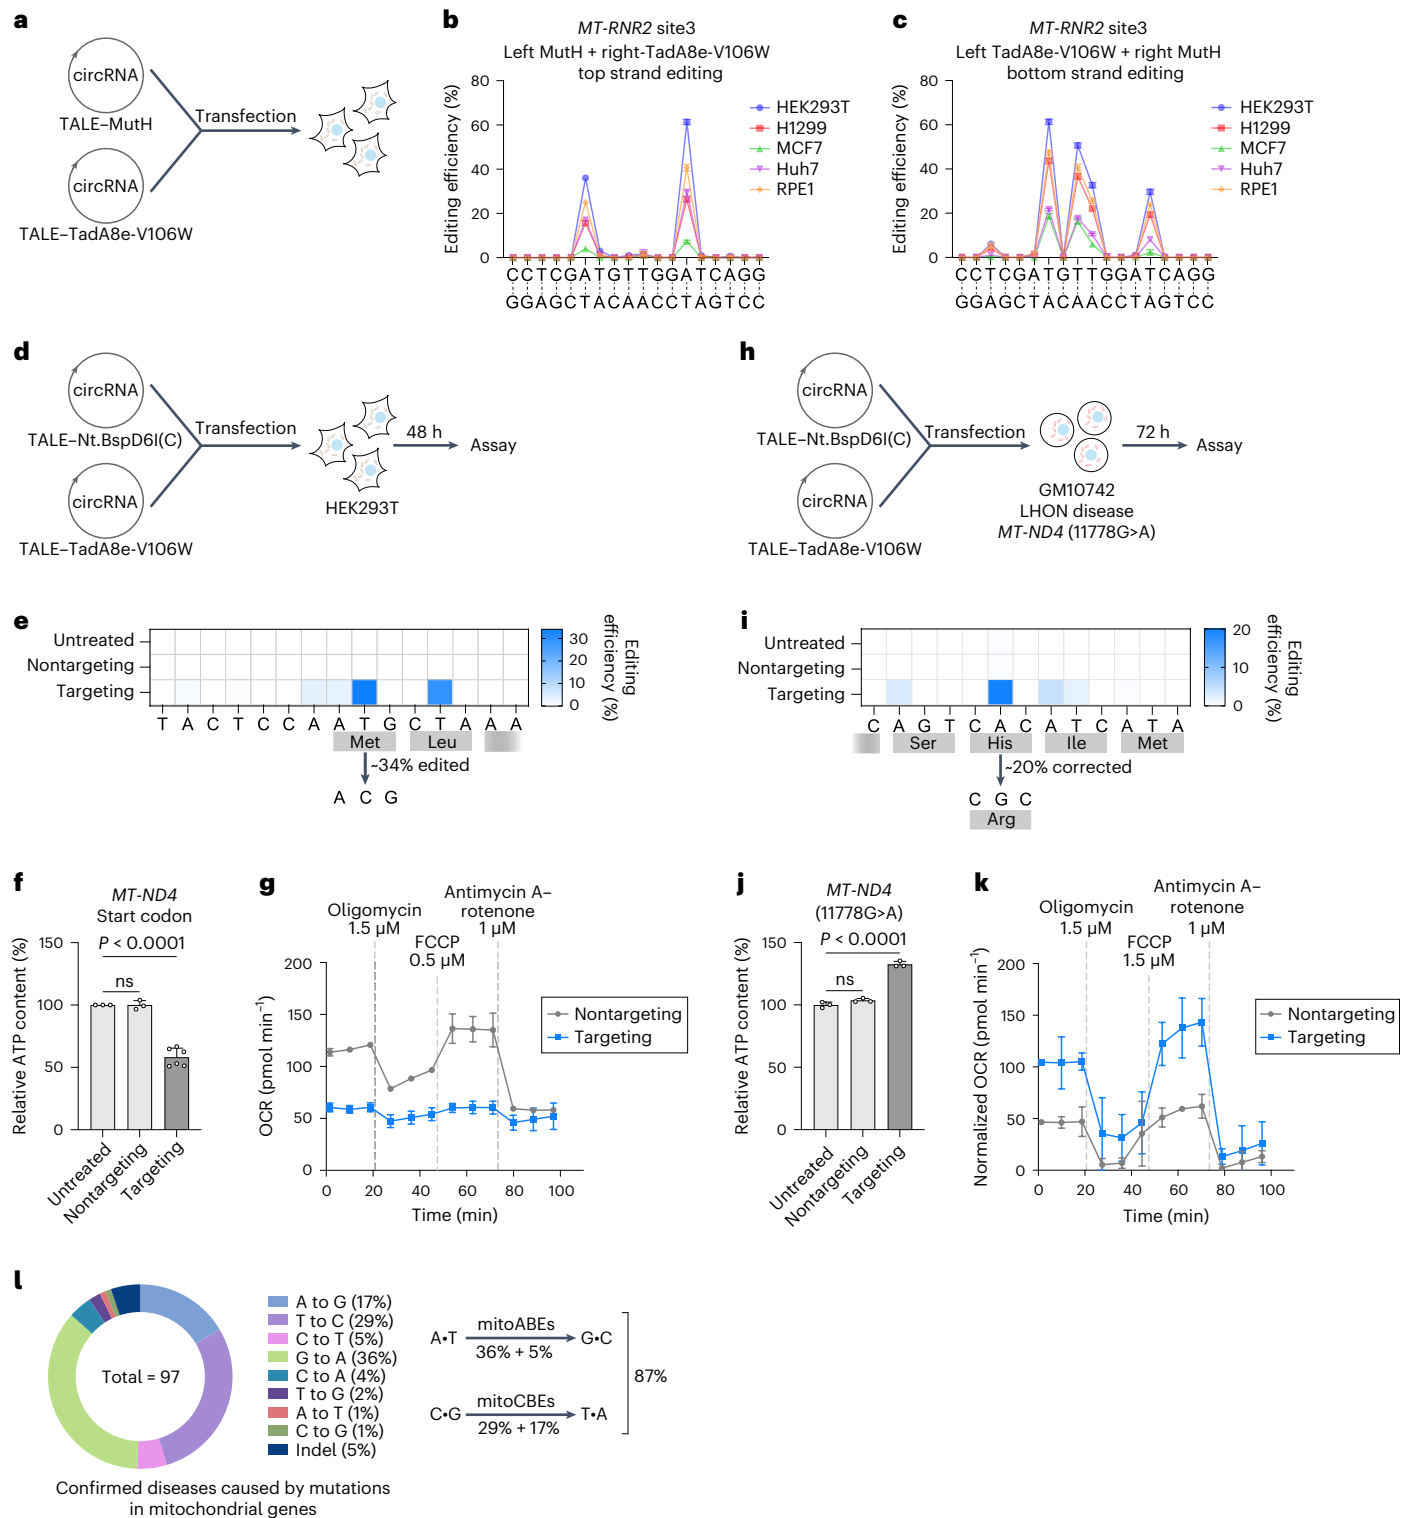 a
circRNA
TALE–MutH
circRNA
TALE–TadA8e-V106W
Transfection
b
MT-RNR2 site3
Left MutH + right-TadA8e-V106W
top strand editing
Editing efficiency (%)
80
60
40
20
0
HEK293T
H1299
MCF7
Huh7
RPE1
C C T C G A T G T T G G A T C A G G
G G A G C T A C A A C C T A G T C C
c
MT-RNR2 site3
Left TadA8e-V106W + right MutH
bottom strand editing
Editing efficiency (%)
80
60
40
20
0
HEK293T
H1299
MCF7
Huh7
RPE1
C C T C G A T G T T G G A T C A G G
G G A G C T A C A A C C T A G T C C
d
circRNA
TALE–Nt.BspD6I(C)
circRNA
TALE–TadA8e-V106W
Transfection
HEK293T
48 h
Assay
h
circRNA
TALE–Nt.BspD6I(C)
circRNA
TALE–TadA8e-V106W
Transfection
GM10742
LHON disease
MT-ND4 (11778G>A)
72 h
Assay
e
Untreated
Nontargeting
Targeting
T A C T C C A A T G C T A A A
Met Leu
~34% edited
A C G
30
20
10
0
Editing
efficiency (%)
i
Untreated
Nontargeting
Targeting
C A G T C A C A T C A T A
Ser His Ile Met
~20% corrected
C G C
Arg
20
10
0
Editing
efficiency (%)
f
MT-ND4
Start codon
P < 0.0001
ns
Relative ATP content (%)
150
100
50
0
Untreated
Nontargeting
Targeting
g
Oligomycin
1.5 µM
FCCP
0.5 µM
Antimycin A–
rotenone
1 µM
OCR (pmol min−1)
200
150
100
50
0
0 20 40 60 80 100
Time (min)
Nontargeting
Targeting
j
MT-ND4
(11778G>A)
P < 0.0001
ns
Relative ATP content (%)
150
100
50
0
Untreated
Nontargeting
Targeting
k
Oligomycin
1.5 µM
FCCP
1.5 µM
Antimycin A–
rotenone
1 µM
Normalized OCR (pmol min−1)
200
150
100
50
0
0 20 40 60 80 100
Time (min)
Nontargeting
Targeting
l
Total = 97
A to G (17%)
T to C (29%)
C to T (5%)
G to A (36%)
C to A (4%)
T to G (2%)
A to T (1%)
C to G (1%)
Indel (5%)
Confirmed diseases caused by mutations
in mitochondrial genes
A•T
mitoABEs
36% + 5%
G•C
C•G
mitoCBEs
29% + 17%
T•A
87%